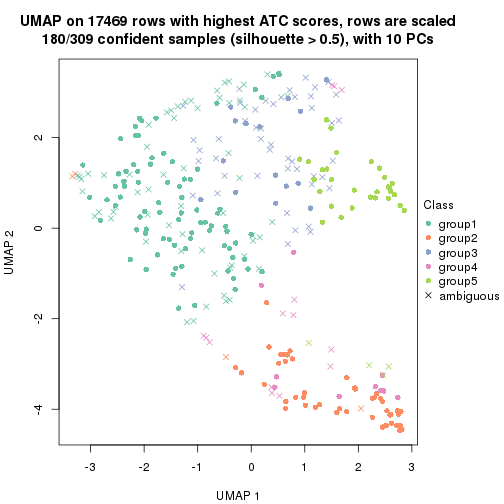 UMAP on 17469 rows with highest ATC scores, rows are scaled
180/309 confident samples (silhouette > 0.5), with 10 PCs
UMAP 2
2
0
-2
-4
-3
-2
-1
0
1
2
3
UMAP 1
Class
group1
group2
group3
group4
group5
ambiguous